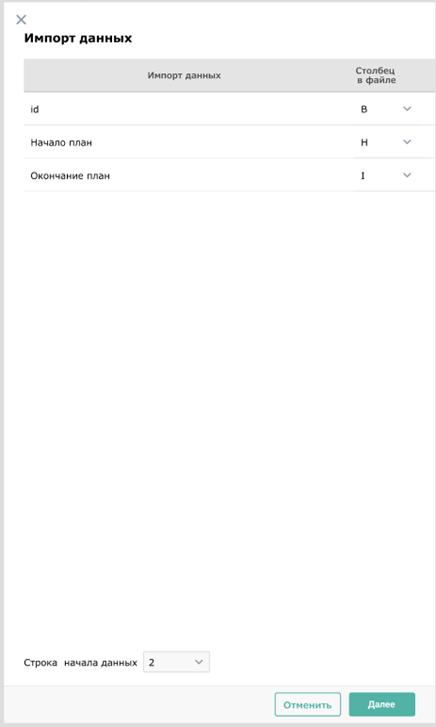 Импорт данных
Импорт данных Столбец
в файле
id B
Начало план H
Окончание план I
Строка начала данных 2
Отменить Далее